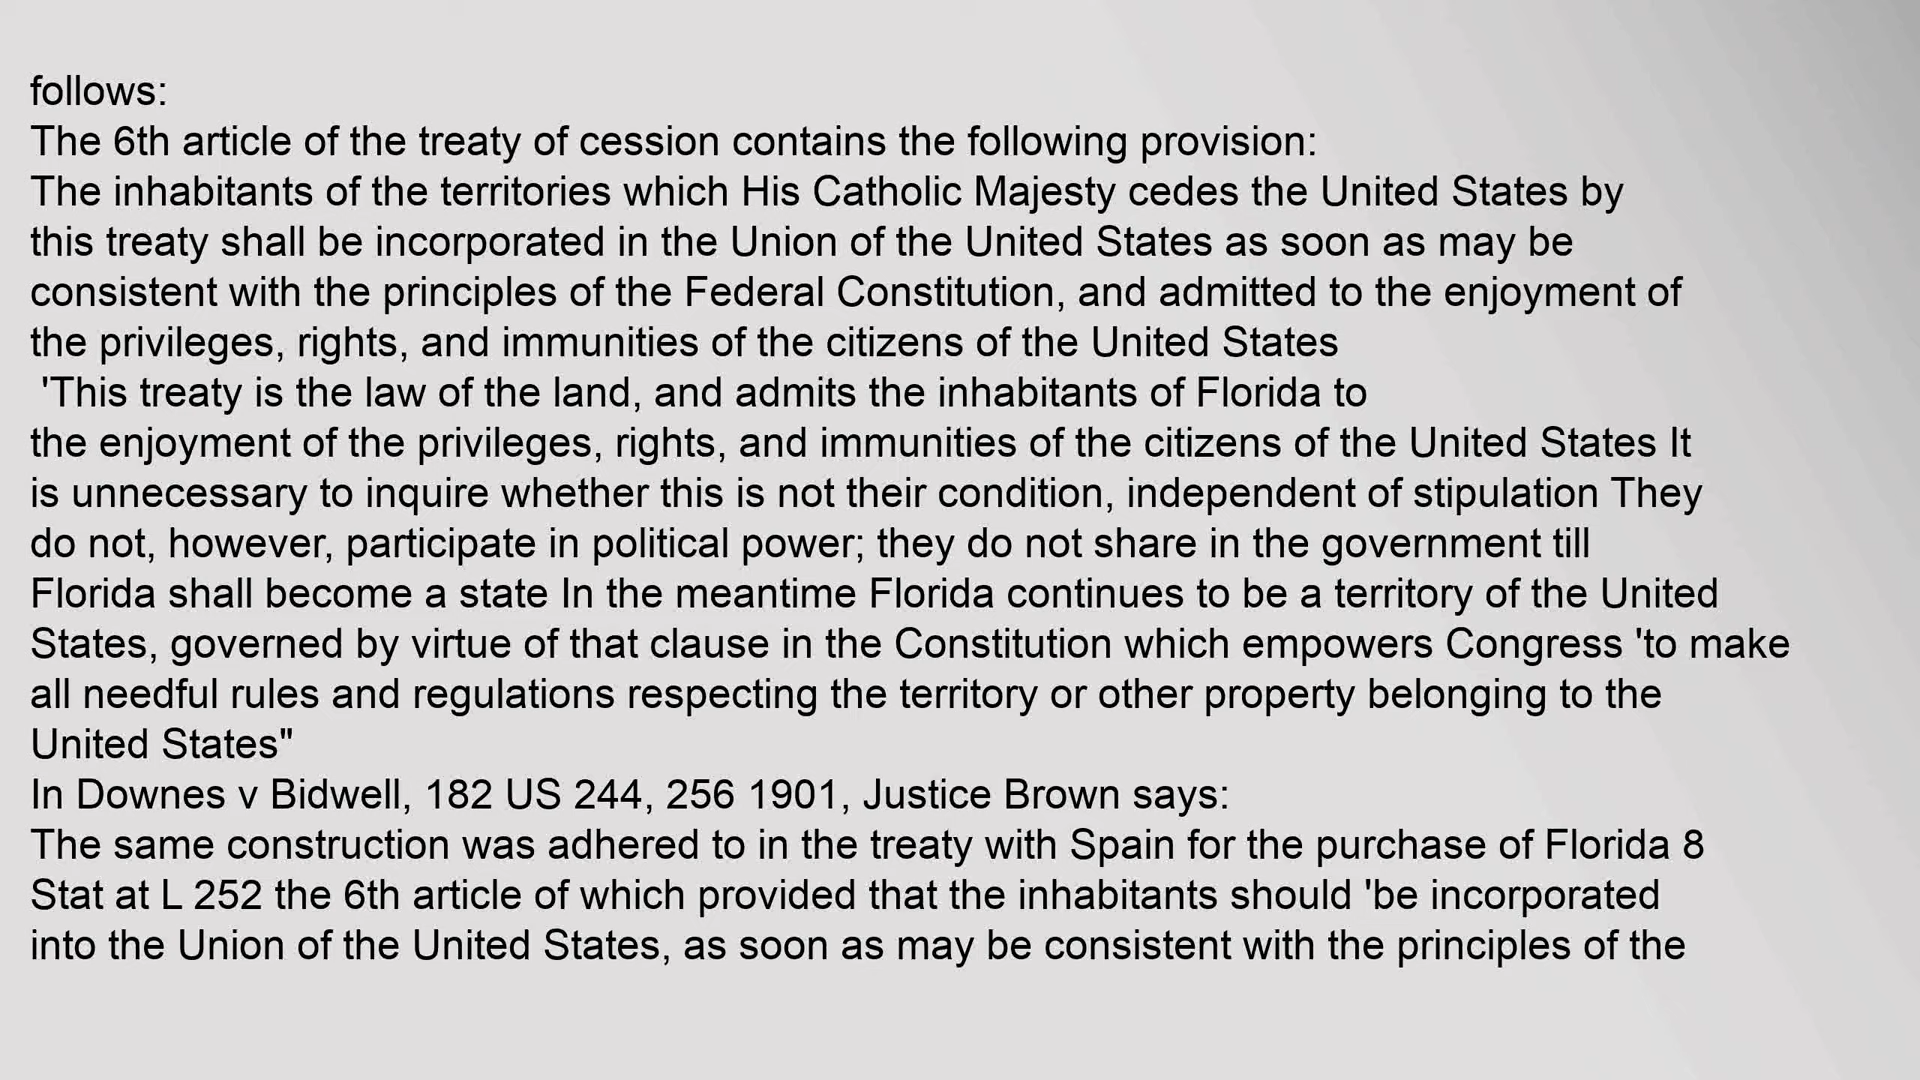 follows:
The 6th article of the treaty of cession contains the following provision:
The inhabitants of the territories which His Catholic Majesty cedes the United States by
this treaty shall be incorporated in the Union of the United States as soon as may be
consistent with the principles of the Federal Constitution, and admitted to the enjoyment of
the privileges, rights, and immunities of the citizens of the United States
'This treaty is the law of the land, and admits the inhabitants of Florida to
the enjoyment of the privileges, rights, and immunities of the citizens of the United States It
is unnecessary to inquire whether this is not their condition, independent of stipulation They
do not, however, participate in political power; they do not share in the government till
Florida shall become a state In the meantime Florida continues to be a territory of the United
States, governed by virtue of that clause in the Constitution which empowers Congress 'to make
all needful rules and regulations respecting the territory or other property belonging to the
United States"
In Downes v Bidwell, 182 US 244, 256 1901, Justice Brown says:
The same construction was adhered to in the treaty with Spain for the purchase of Florida 8
Stat at L 252 the 6th article of which provided that the inhabitants should 'be incorporated
into the Union of the United States, as soon as may be consistent with the principles of the